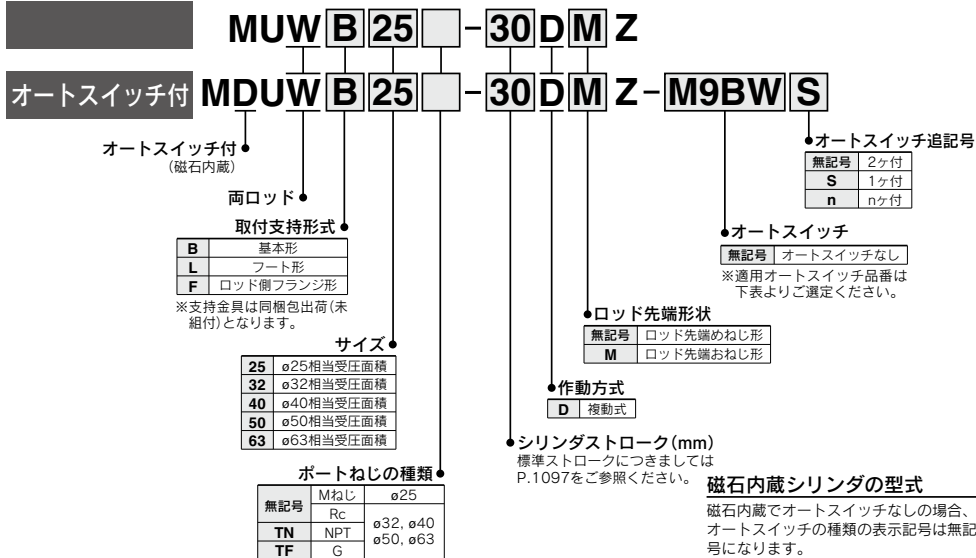 MUWB25-30DMZ
オートスイッチ付 MDUWB25-30DMZ-M9BWS
オートスイッチ付
(磁石内蔵)
両ロッド
取付支持形式
B 基本形
L フート形
F ロッド側フランジ形
※支持金具は同梱包出荷(未
組付)となります。
サイズ
25 ø25相当受圧面積
32 ø32相当受圧面積
40 ø40相当受圧面積
50 ø50相当受圧面積
63 ø63相当受圧面積
ポートねじの種類
無記号 Mねじ ø25
Rc ø32, ø40
TN NPT ø50, ø63
TF G
オートスイッチ追記号
無記号 2ヶ付
S 1ヶ付
n nヶ付
オートスイッチ
無記号 オートスイッチなし
※適用オートスイッチ品番は
下表よりご選定ください。
ロッド先端形状
無記号 ロッド先端めねじ形
M ロッド先端おねじ形
作動方式
D 複動式
シリンダストローク(mm)
標準ストロークにつきましては
P.1097をご参照ください。
磁石内蔵シリンダの型式
磁石内蔵でオートスイッチなしの場合、
オートスイッチの種類の表示記号は無記
号になります。